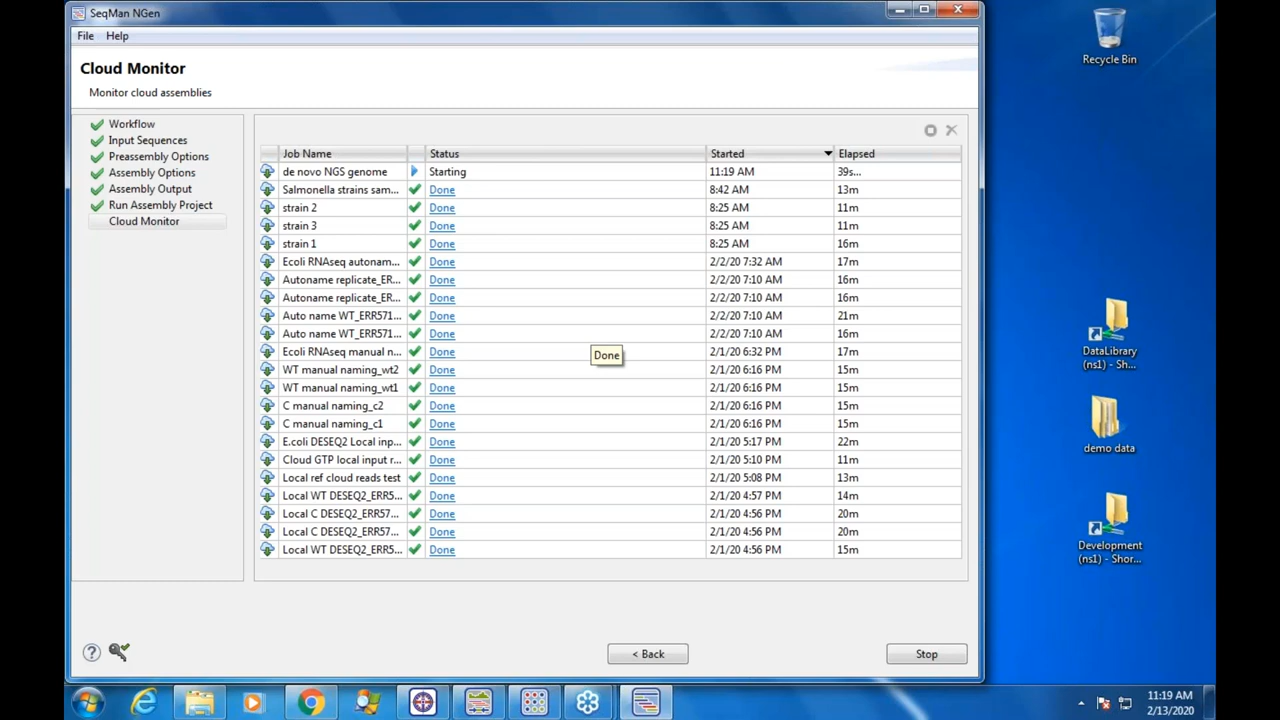 SeqMan NGen
File Help
Cloud Monitor
Monitor cloud assemblies
Workflow
Input Sequences
Preassembly Options
Assembly Options
Assembly Output
Run Assembly Project
Cloud Monitor
Job Name Status Started Elapsed
de novo NGS genome Starting 11:19 AM 39s...
Salmonella strains sam... Done 8:42 AM 13m
strain 2 Done 8:25 AM 11m
strain 3 Done 8:25 AM 11m
strain 1 Done 8:25 AM 16m
Ecoli RNAseq autonam... Done 2/2/20 7:32 AM 17m
Autoname replicate_ER... Done 2/2/20 7:10 AM 16m
Autoname replicate_ER... Done 2/2/20 7:10 AM 16m
Auto name WT_ERR571... Done 2/2/20 7:10 AM 21m
Auto name WT_ERR571... Done 2/2/20 7:10 AM 16m
Ecoli RNAseq manual n... Done 2/1/20 6:32 PM 17m
Done
WT manual naming_wt2 Done 2/1/20 6:16 PM 15m
WT manual naming_wt1 Done 2/1/20 6:16 PM 15m
C manual naming_c2 Done 2/1/20 6:16 PM 15m
C manual naming_c1 Done 2/1/20 6:16 PM 15m
E.coli DESEQ2 Local inp... Done 2/1/20 5:17 PM 22m
Cloud GTP local input r... Done 2/1/20 5:10 PM 11m
Local ref cloud reads test Done 2/1/20 5:08 PM 13m
Local WT DESEQ2_ERR5... Done 2/1/20 4:57 PM 14m
Local C DESEQ2_ERR57... Done 2/1/20 4:56 PM 20m
Local C DESEQ2_ERR57... Done 2/1/20 4:56 PM 20m
Local WT DESEQ2_ERR5... Done 2/1/20 4:56 PM 15m
< Back Stop
Recycle Bin
DataLibrary
(ns1) - Sh...
demo data
Development
(ns1) - Shor...
11:19 AM
2/13/2020